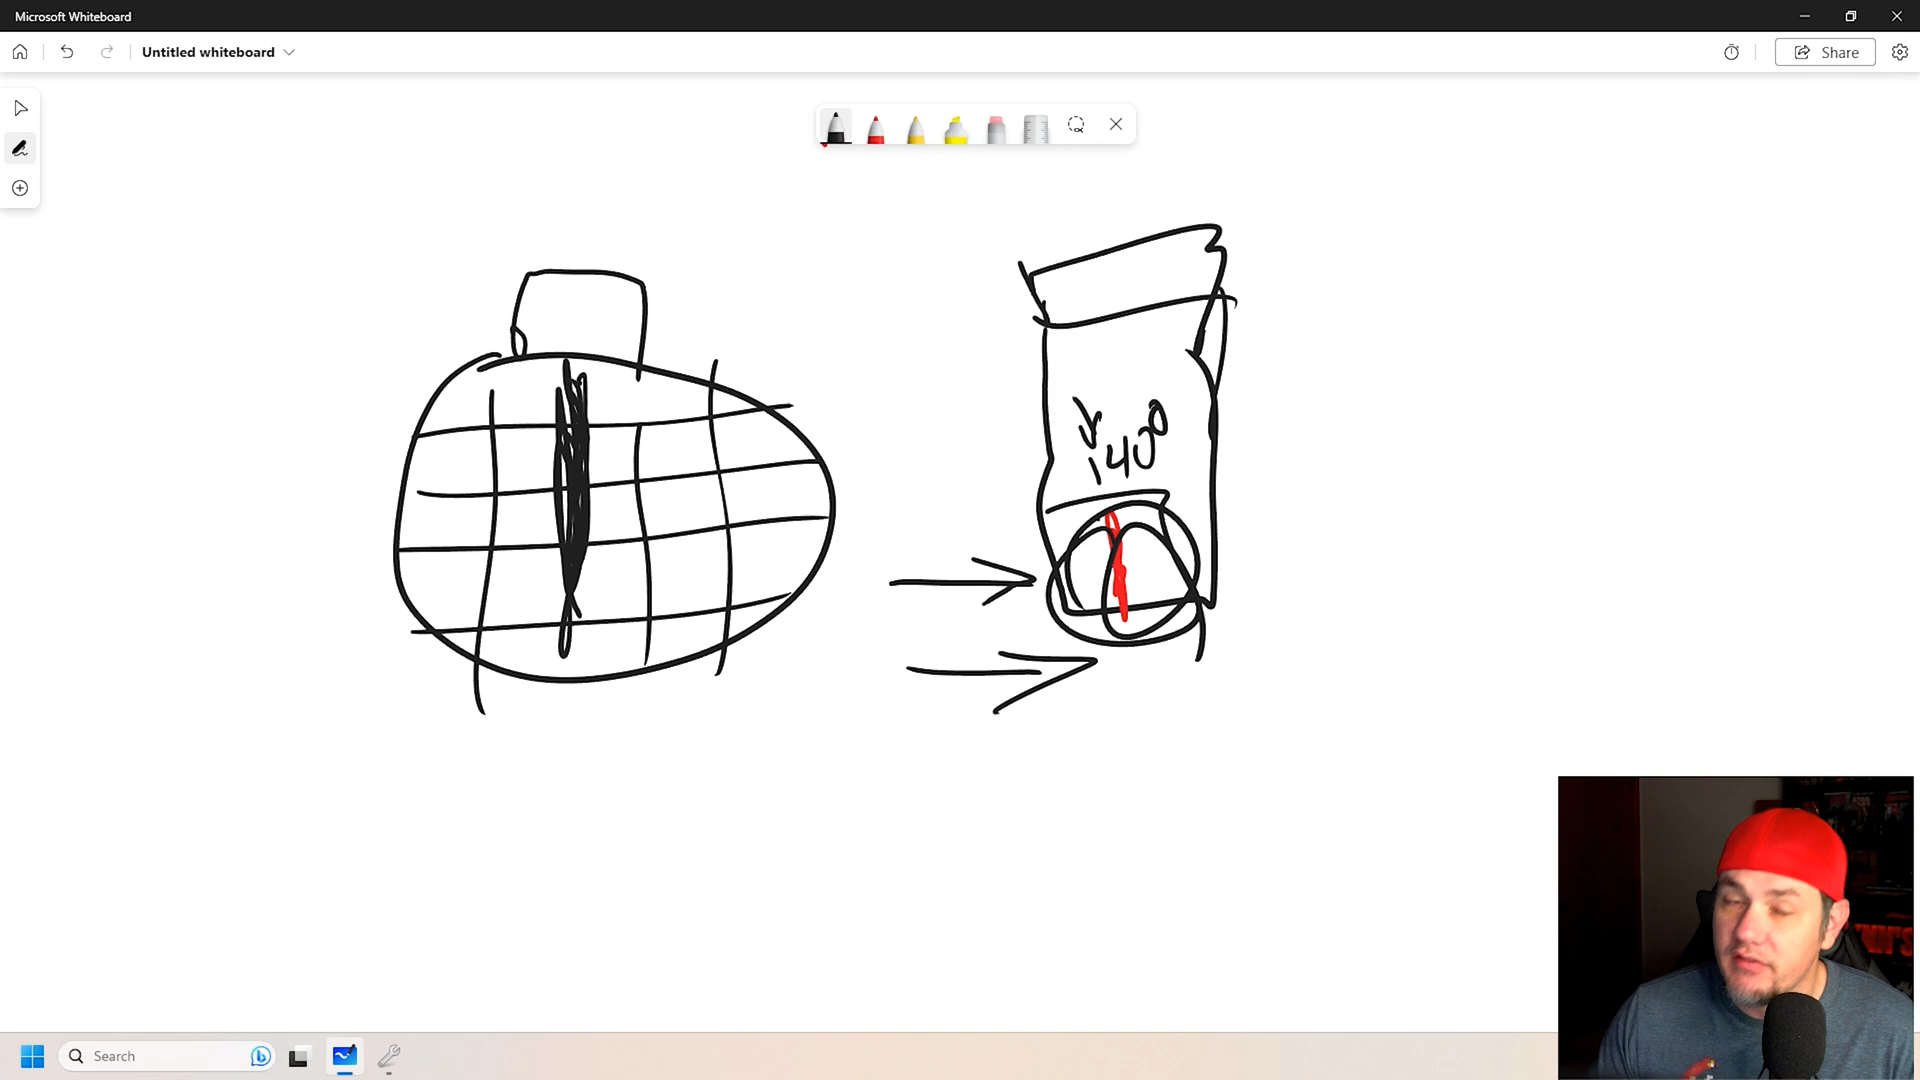 Microsoft Whiteboard
Untitled whiteboard
Share
140°
Search